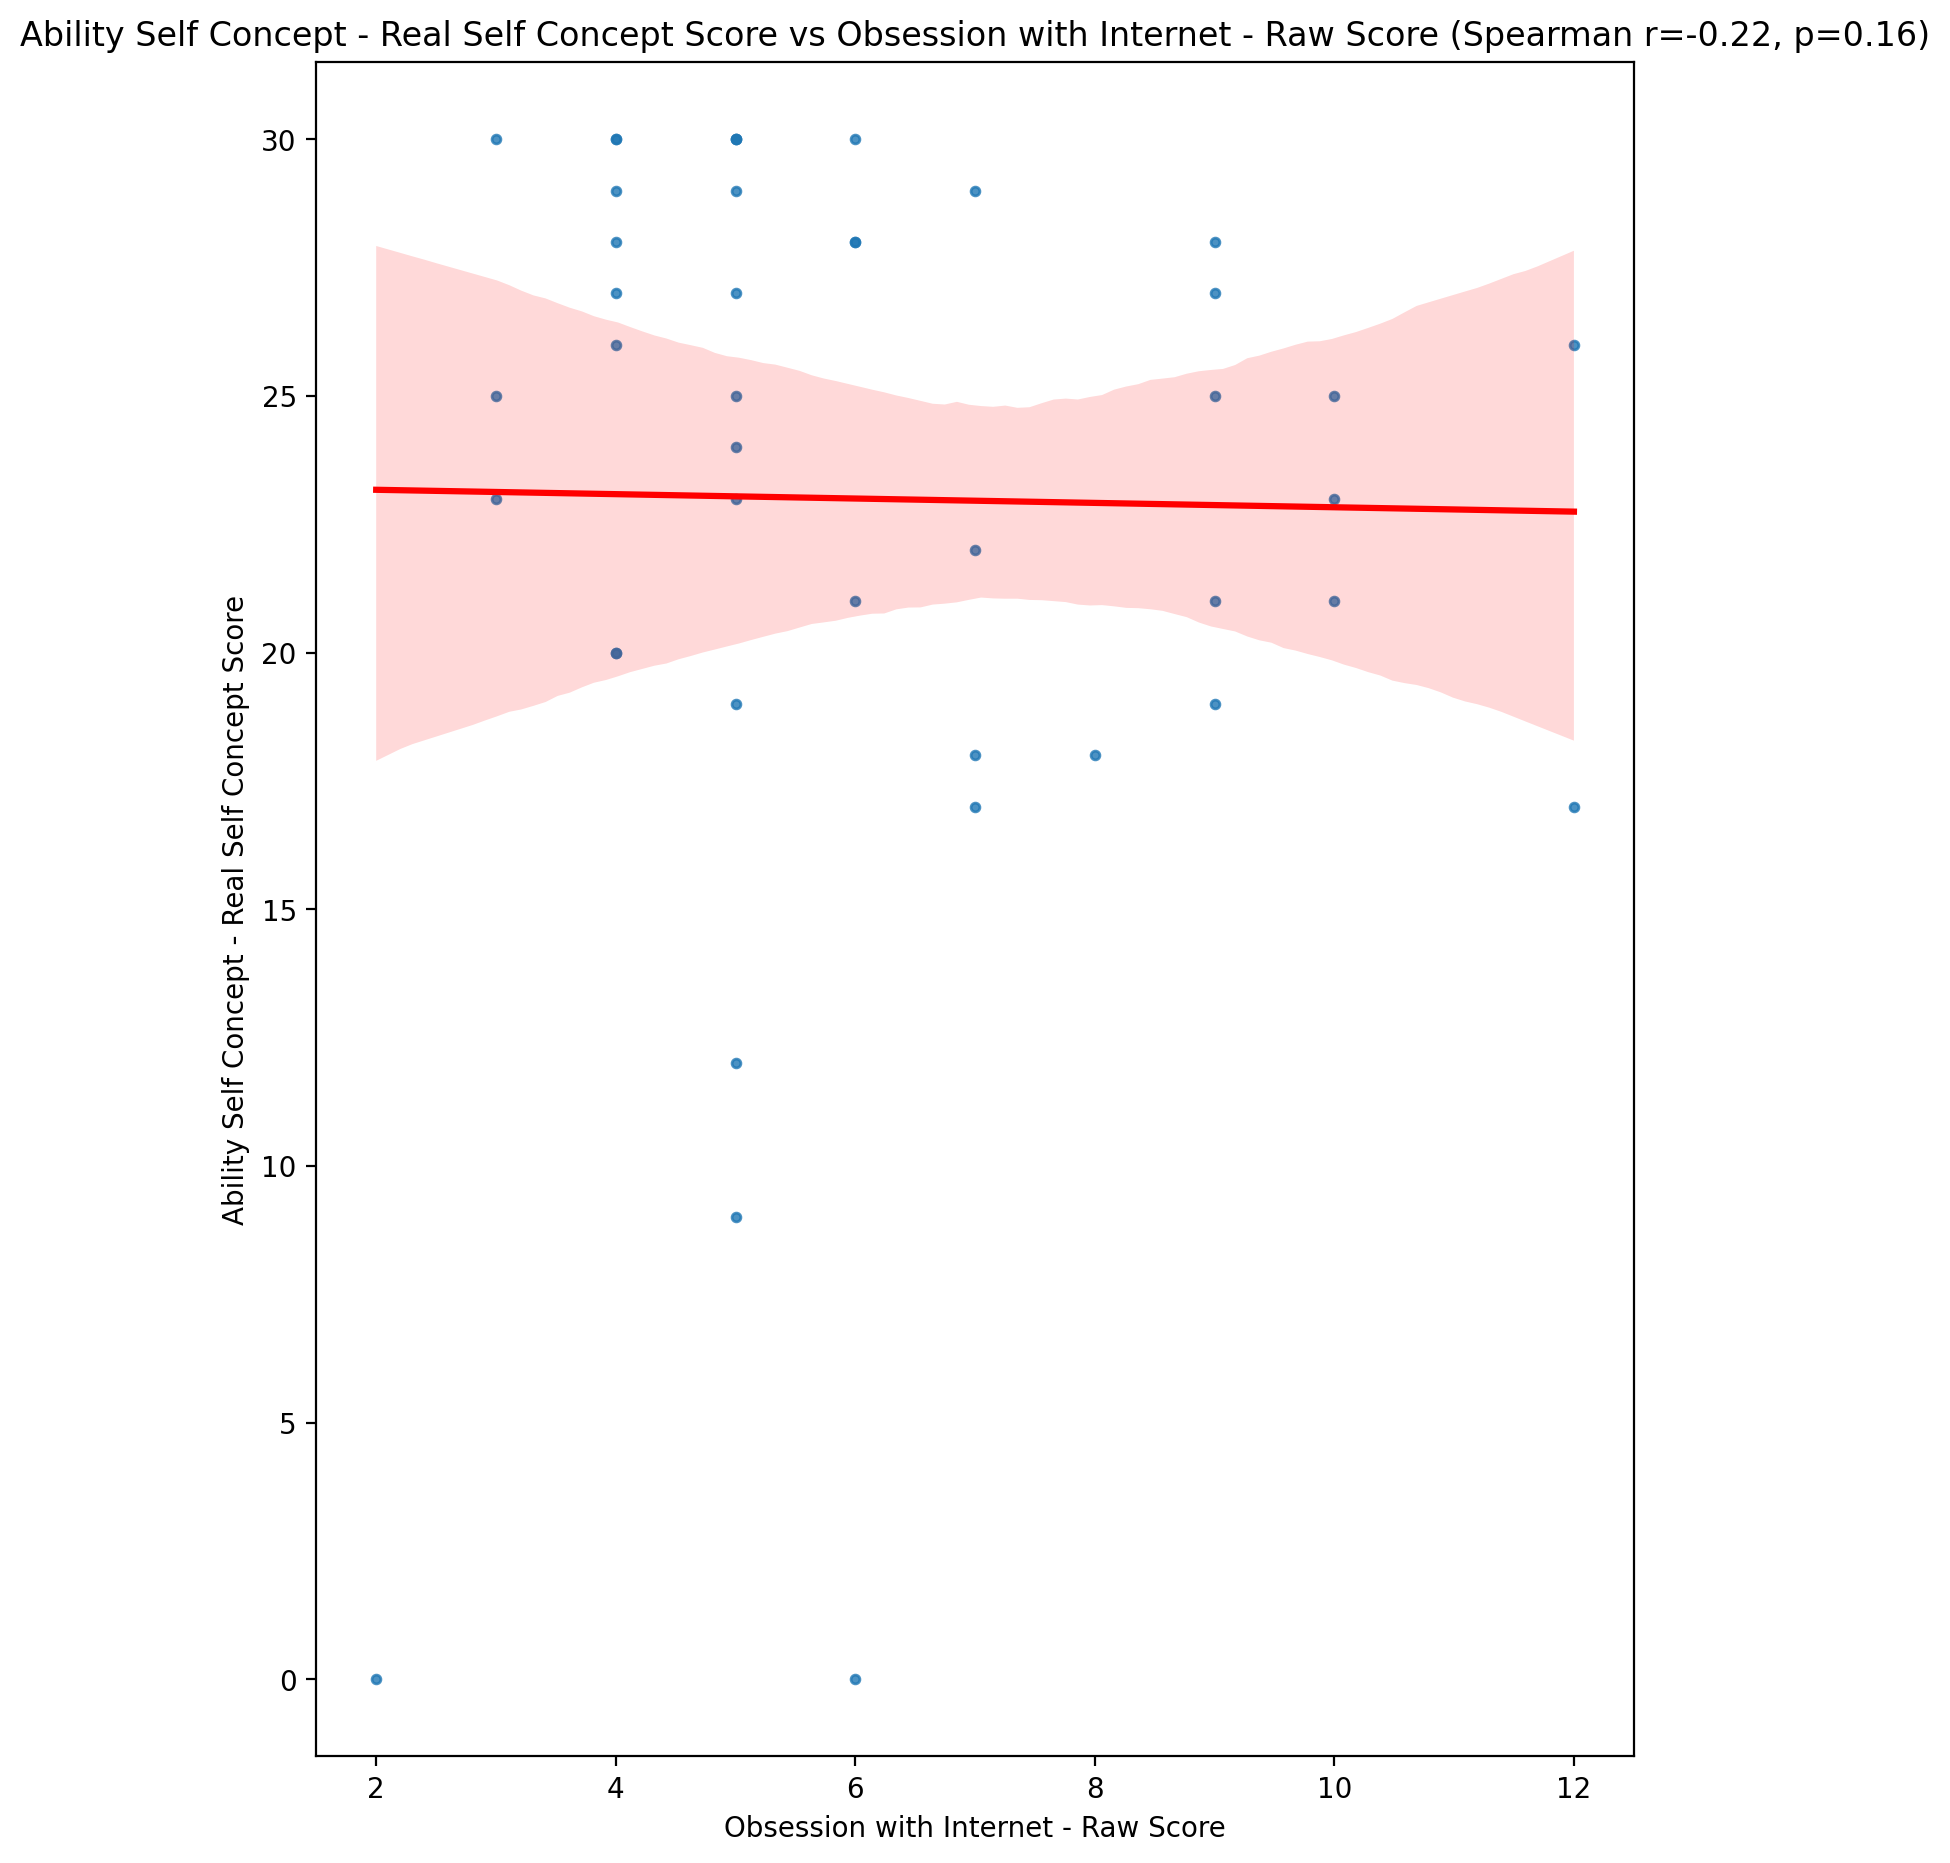 Ability Self Concept - Real Self Concept Score vs Obsession with Internet - Raw Score (Spearman r=-0.22, p=0.16)
Ability Self Concept - Real Self Concept Score
30
25
20
15
10
5
0
2 4 6 8 10 12
Obsession with Internet - Raw Score